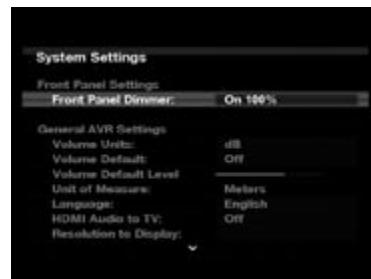 System Settings
Front Panel Settings
Front Panel Dimmer: On 100%
General AVR Settings
Volume Units: dB
Volume Default: Off
Volume Default Level
Unit of Measure: Meters
Language: English
HDMI Audio to TV: Off
Resolution to Display: